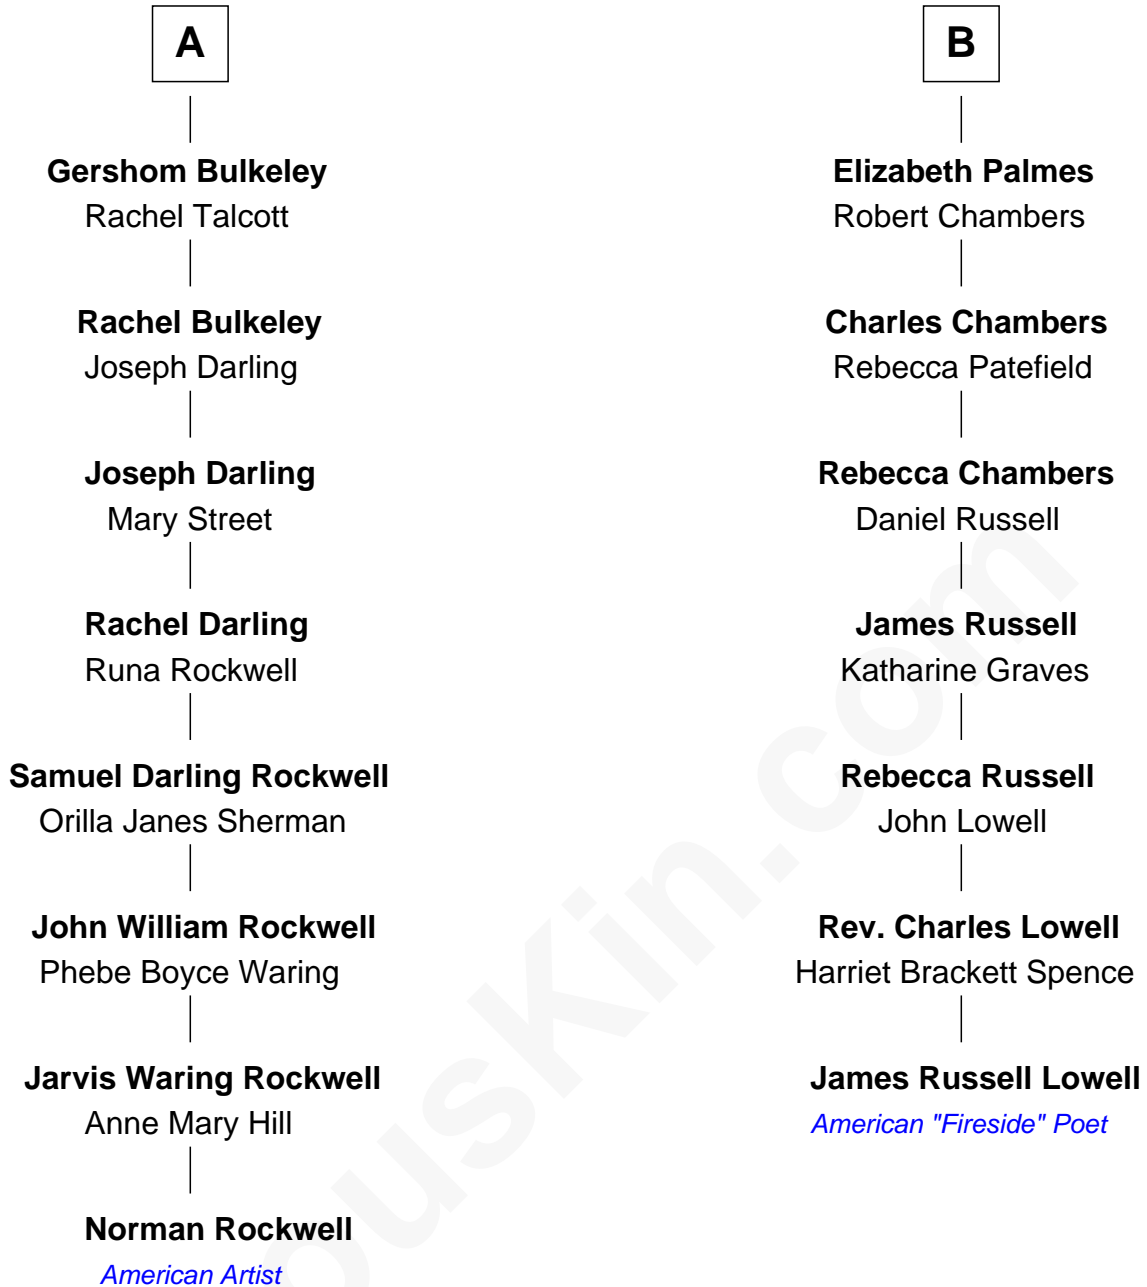 A
Gershom Bulkeley
Rachel Talcott
Rachel Bulkeley
Joseph Darling
Joseph Darling
Mary Street
Rachel Darling
Runa Rockwell
Samuel Darling Rockwell
Orilla Janes Sherman
John William Rockwell
Phebe Boyce Waring
Jarvis Waring Rockwell
Anne Mary Hill
Norman Rockwell
American Artist
B
Elizabeth Palmes
Robert Chambers
Charles Chambers
Rebecca Patefield
Rebecca Chambers
Daniel Russell
James Russell
Katharine Graves
Rebecca Russell
John Lowell
Rev. Charles Lowell
Harriet Brackett Spence
James Russell Lowell
American "Fireside" Poet
ousKin.com